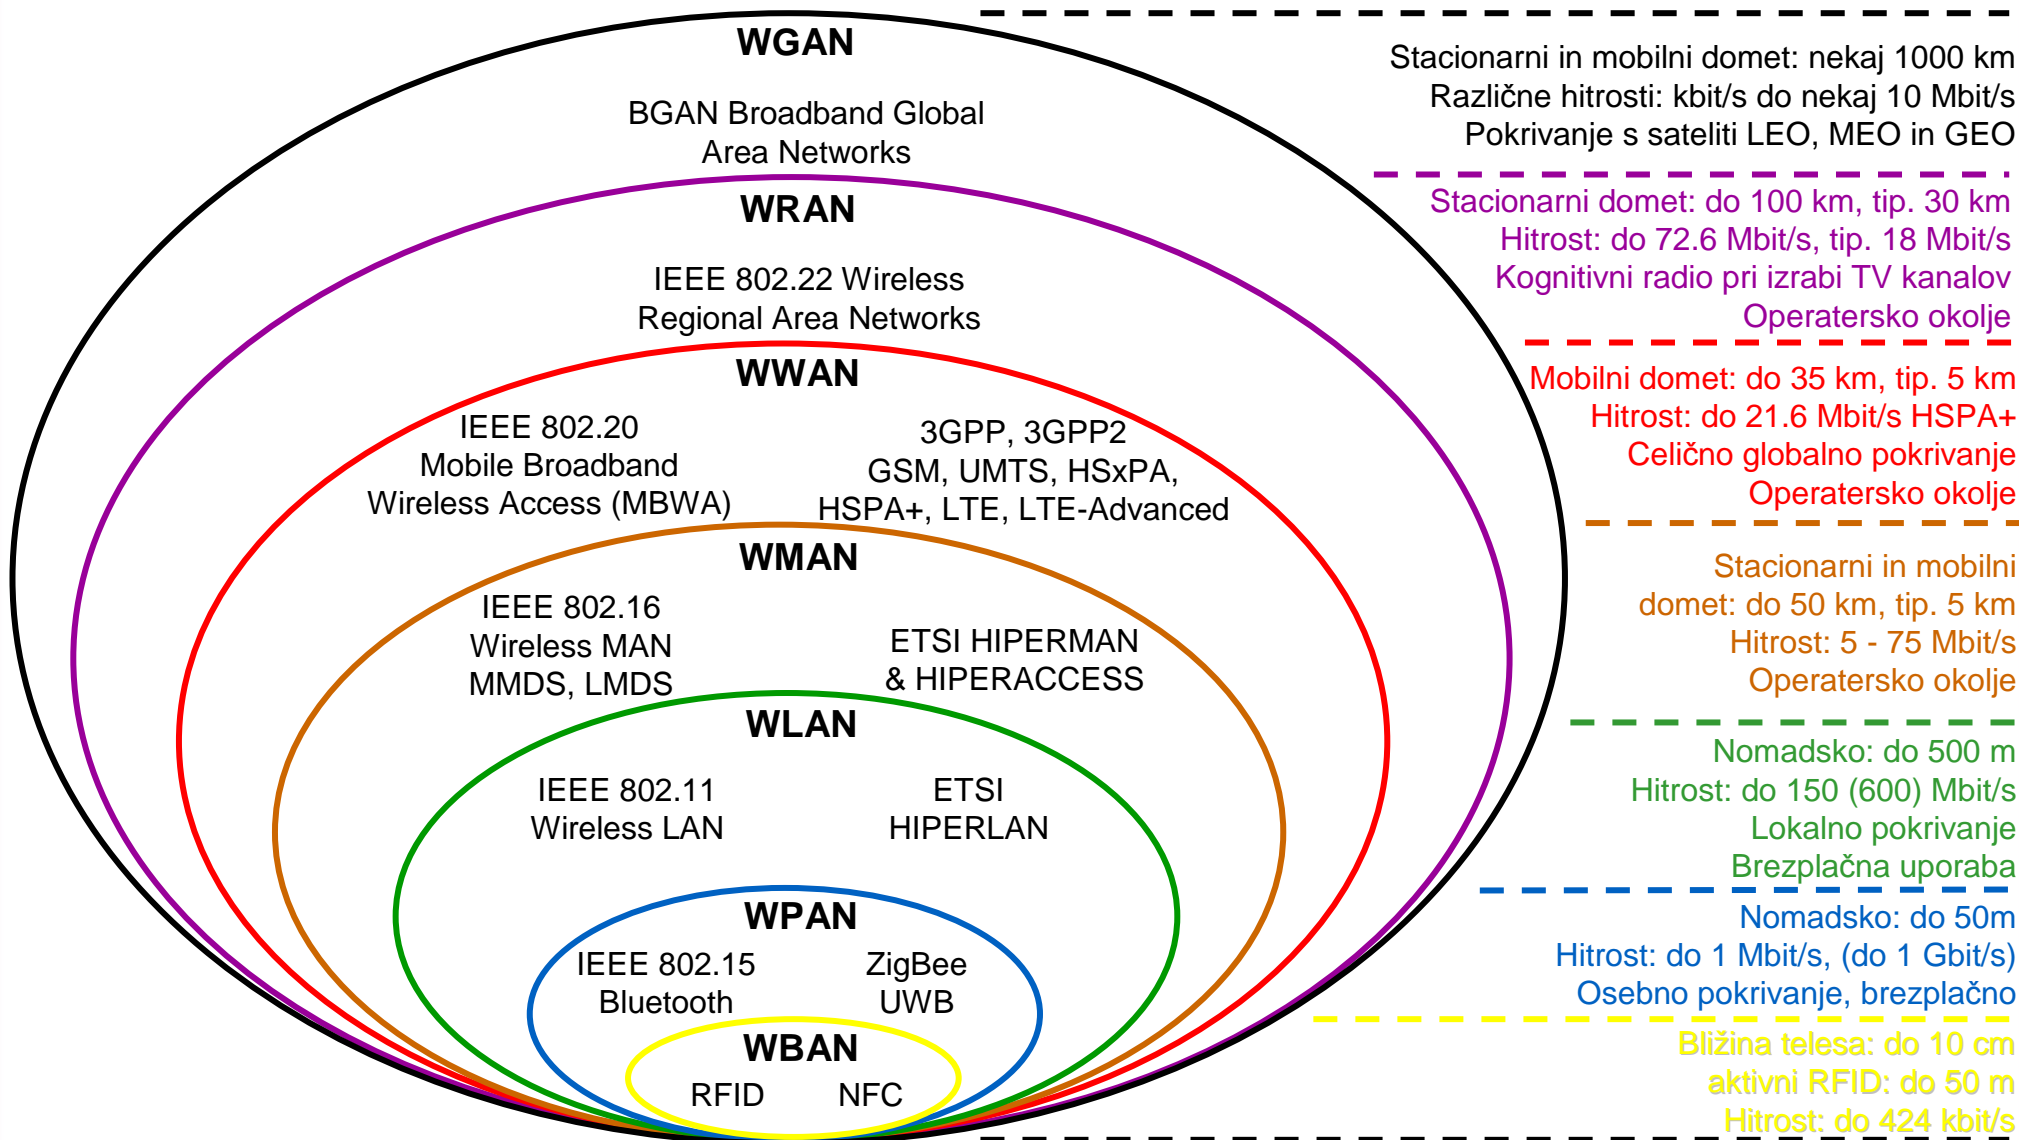 WGAN
BGAN Broadband Global
Area Networks
Stacionarni in mobilni domet: nekaj 1000 km
Različne hitrosti: kbit/s do nekaj 10 Mbit/s
Pokrivanje s sateliti LEO, MEO in GEO
WRAN
IEEE 802.22 Wireless
Regional Area Networks
Stacionarni domet: do 100 km, tip. 30 km
Hitrost: do 72.6 Mbit/s, tip. 18 Mbit/s
Kognitivni radio pri izrabi TV kanalov
Operatersko okolje
WWAN
IEEE 802.20
Mobile Broadband
Wireless Access (MBWA)
3GPP, 3GPP2
GSM, UMTS, HSxPA,
HSPA+, LTE, LTE-Advanced
Mobilni domet: do 35 km, tip. 5 km
Hitrost: do 21.6 Mbit/s HSPA+
Celično globalno pokrivanje
Operatersko okolje
WMAN
IEEE 802.16
Wireless MAN
MMDS, LMDS
ETSI HIPERMAN
& HIPERACCESS
Stacionarni in mobilni
domet: do 50 km, tip. 5 km
Hitrost: 5 - 75 Mbit/s
Operatersko okolje
WLAN
IEEE 802.11
Wireless LAN
ETSI
HIPERLAN
Nomadsko: do 500 m
Hitrost: do 150 (600) Mbit/s
Lokalno pokrivanje
Brezplačna uporaba
WPAN
IEEE 802.15
Bluetooth
ZigBee
UWB
Nomadsko: do 50m
Hitrost: do 1 Mbit/s, (do 1 Gbit/s)
Osebno pokrivanje, brezplačno
WBAN
RFID NFC
Bližina telesa: do 10 cm
aktivni RFID: do 50 m
Hitrost: do 424 kbit/s